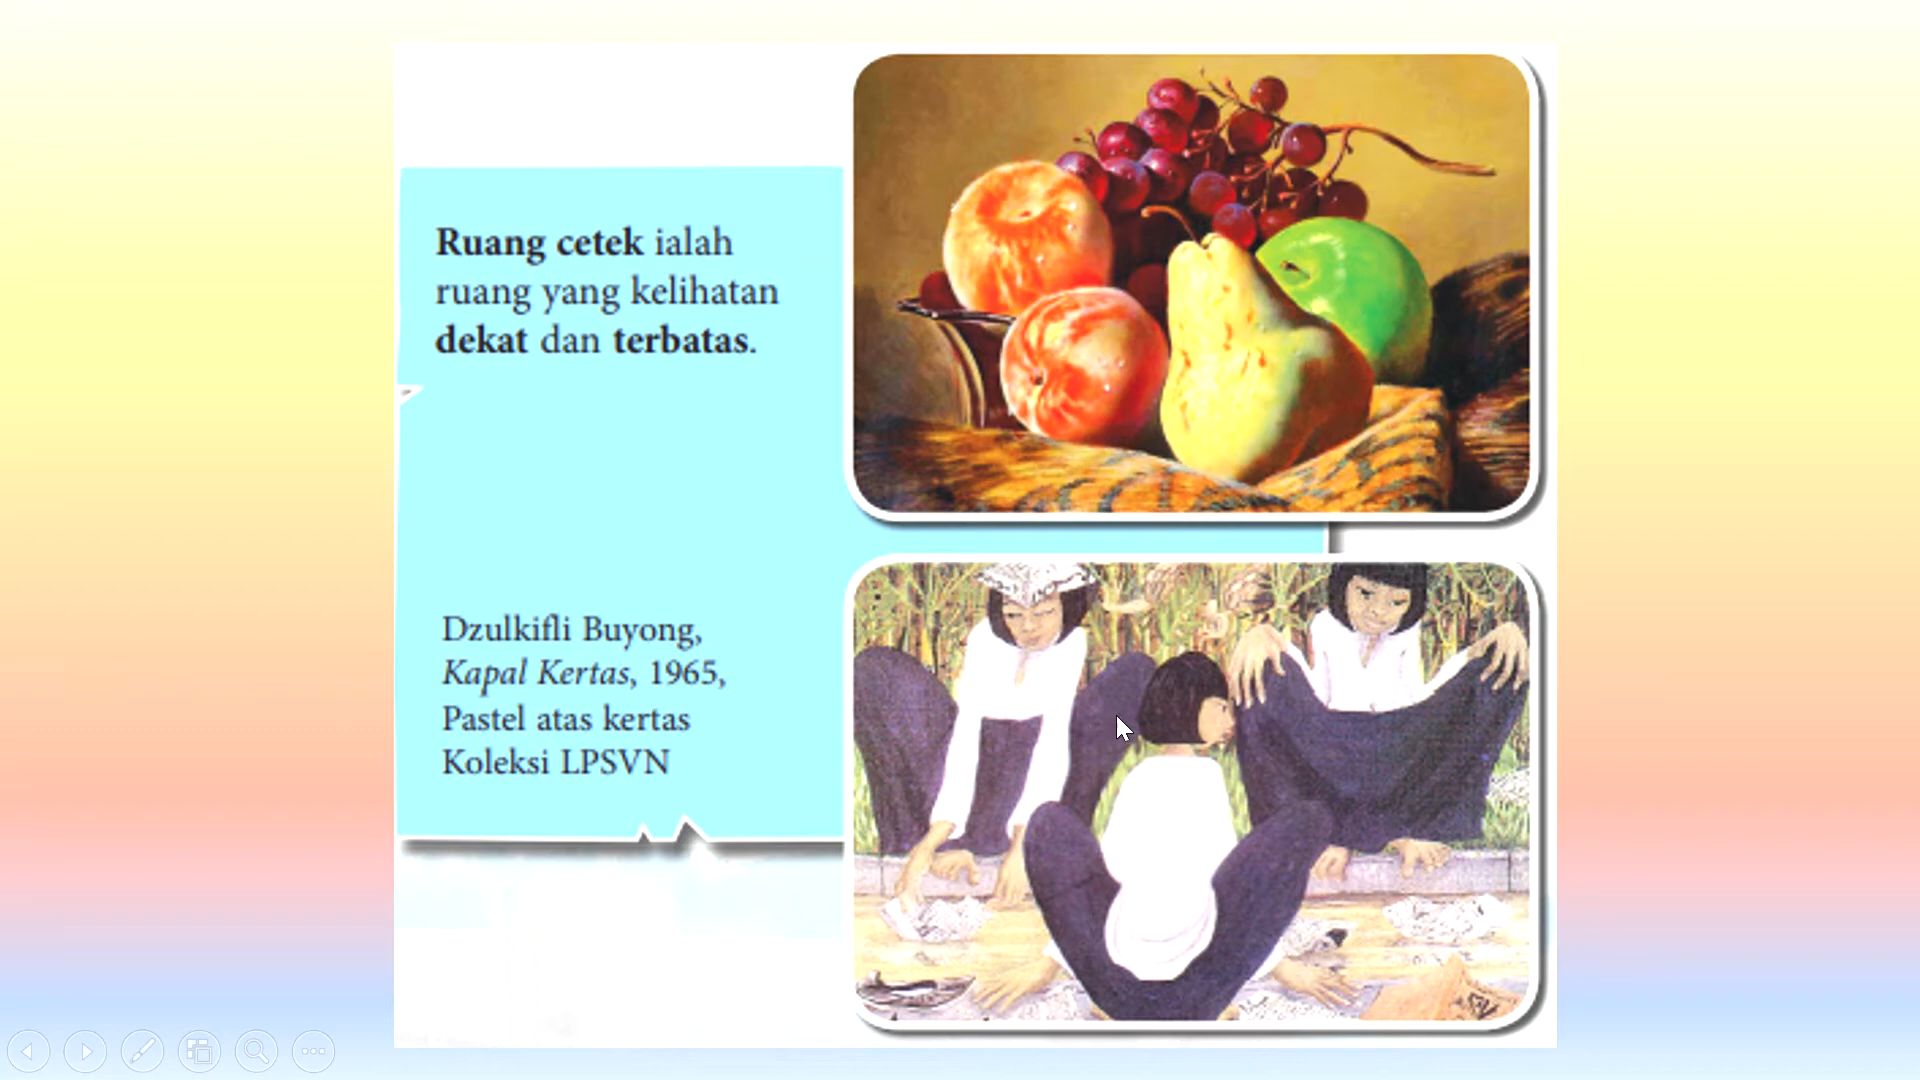 Ruang cetek ialah
ruang yang kelihatan
dekat dan terbatas.
Dzulkifli Buyong,
Kapal Kertas, 1965,
Pastel atas kertas
Koleksi LPSVN